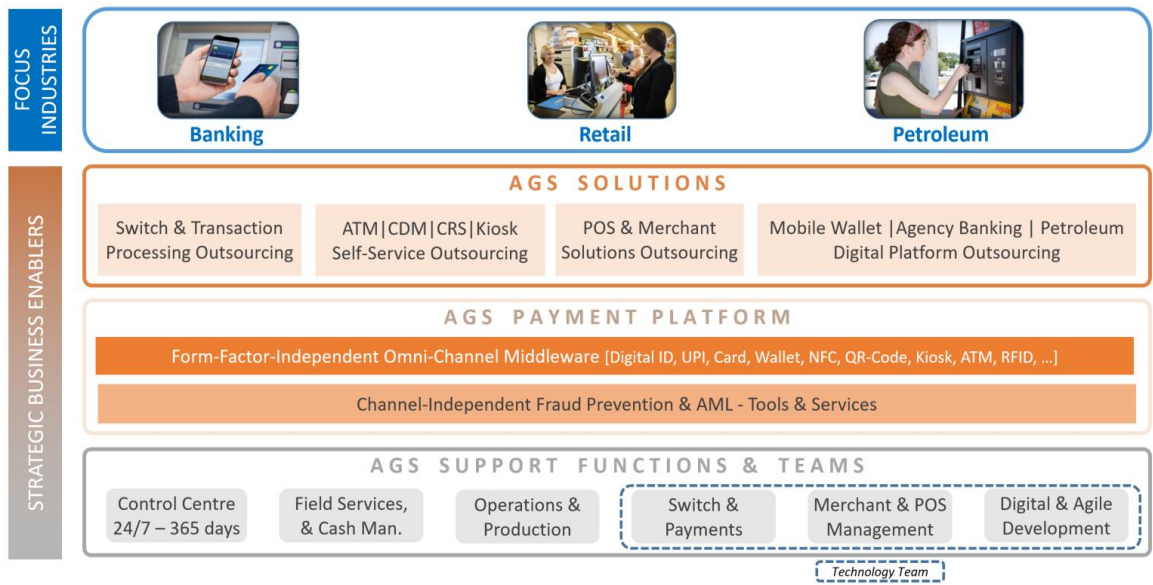 FOCUS
INDUSTRIES
Banking
Retail
Petroleum
STRATEGIC BUSINESS ENABLERS
AGS SOLUTIONS
Switch & Transaction
Processing Outsourcing
ATM|CDM|CRS|Kiosk
Self-Service Outsourcing
POS & Merchant
Solutions Outsourcing
Mobile Wallet |Agency Banking | Petroleum
Digital Platform Outsourcing
AGS PAYMENT PLATFORM
Form-Factor-Independent Omni-Channel Middleware [Digital ID, UPI, Card, Wallet, NFC, QR-Code, Kiosk, ATM, RFID, ...]
Channel-Independent Fraud Prevention & AML - Tools & Services
AGS SUPPORT FUNCTIONS & TEAMS
Control Centre
24/7 – 365 days
Field Services,
& Cash Man.
Operations &
Production
Switch &
Payments
Merchant & POS
Management
Digital & Agile
Development
Technology Team